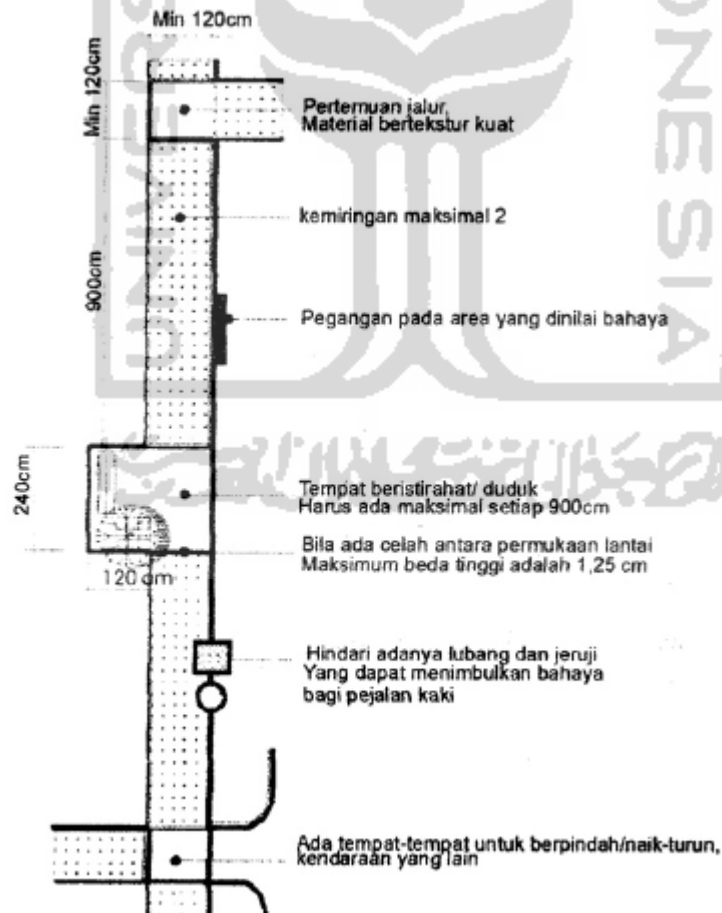 Min 120cm
Min 120cm
Pertemuan jalur,
Material bertekstur kuat
kemiringan maksimal 2
900cm
Pegangan pada area yang dinilai bahaya
240cm
Tempat beristirahat/ duduk
Harus ada maksimal setiap 900cm
Bila ada celah antara permukaan lantai
Maksimum beda tinggi adalah 1,25 cm
120 cm
Hindari adanya lubang dan jeruji
Yang dapat menimbulkan bahaya
bagi pejalan kaki
Ada tempat-tempat untuk berpindah/naik-turun,
kendaraan yang lain
ONESIA